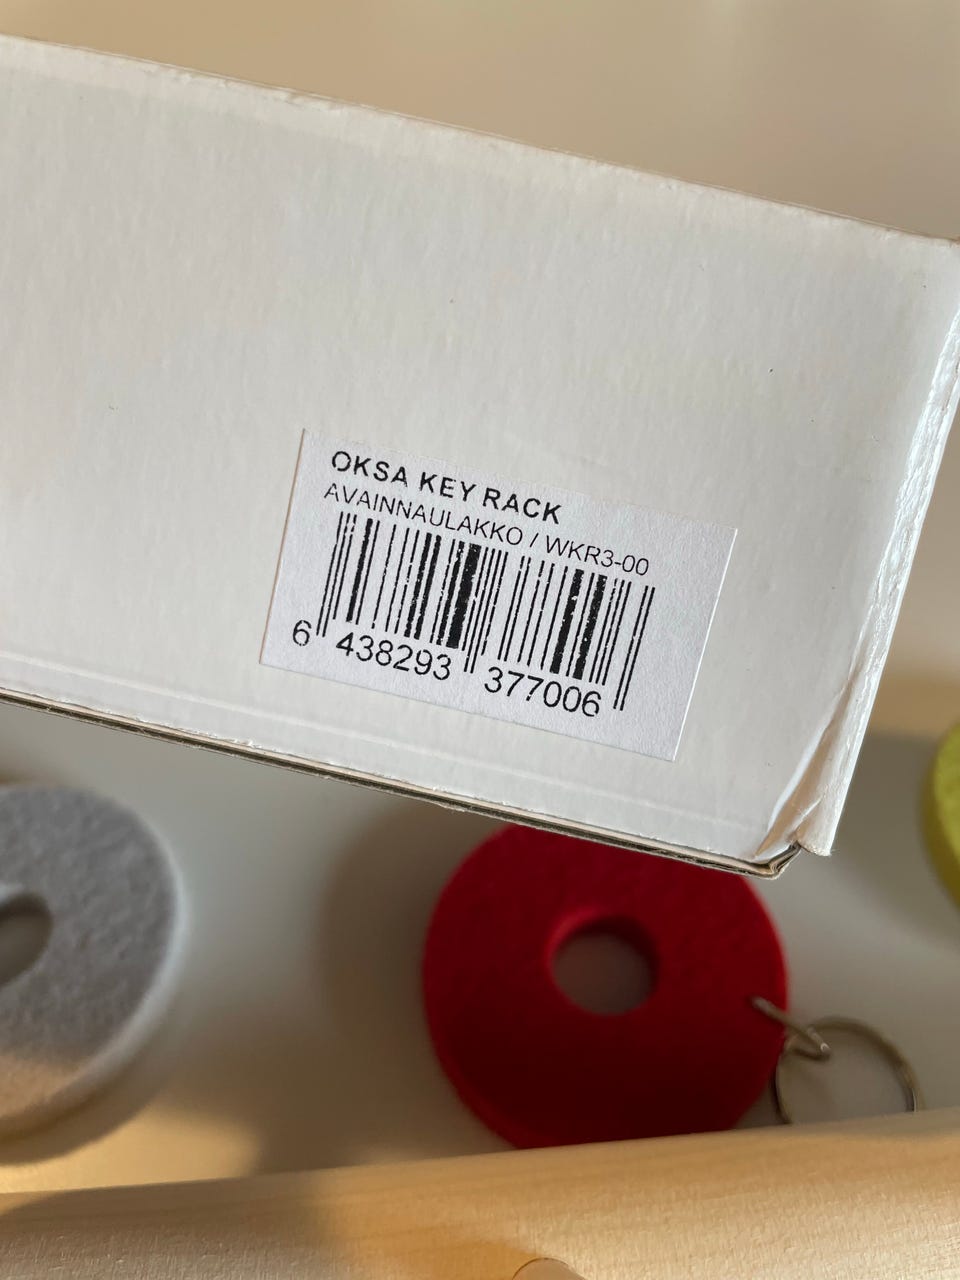 OKSA KEY RACK
AVAINNAULAKKO / WKR3-00
6 438293 377006